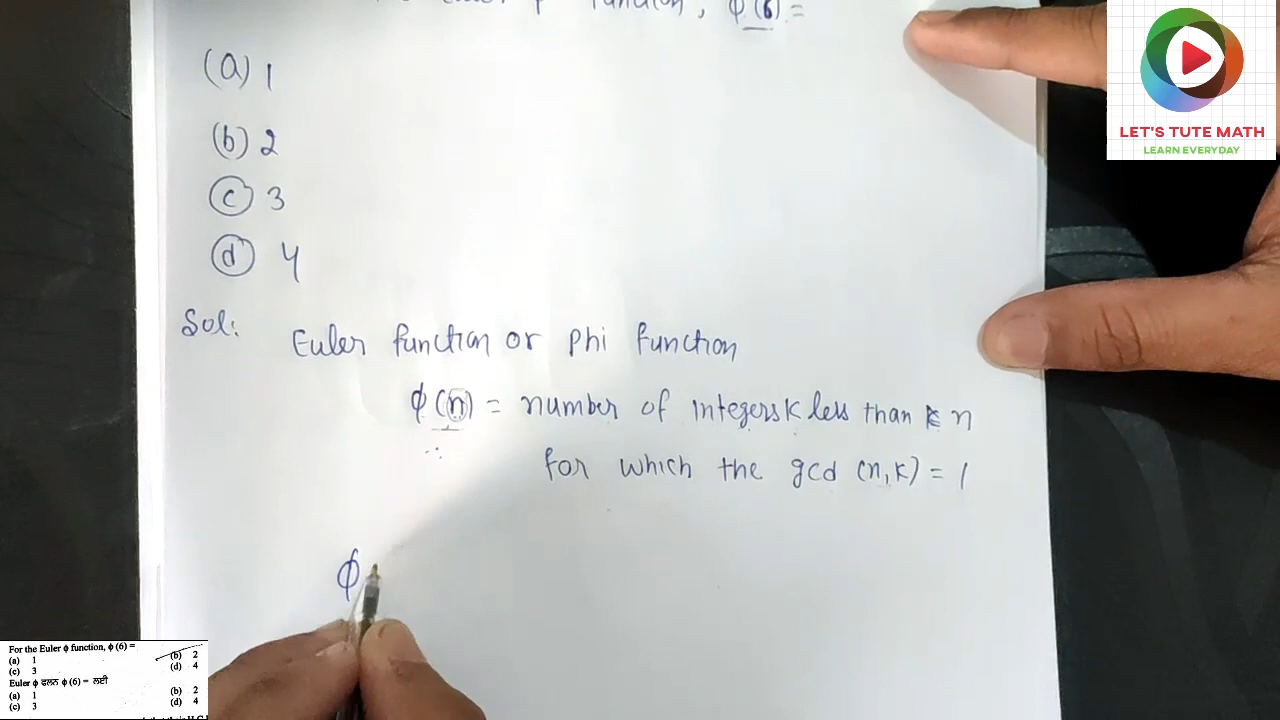 function, ϕ(6) =
(a) 1
(b) 2
(c) 3
(d) 4
Sol: Euler function or Phi function
ϕ(n) = number of integers K less than n
∴ for which the gcd (n,K) = 1
ϕ
LET'S TUTE MATH
LEARN EVERYDAY
For the Euler ϕ function, ϕ (6) =
(a) 1 (b) 2
(c) 3 (d) 4
Euler ϕ ਫਲਨ ϕ (6) = ਲਈ
(a) 1 (b) 2
(c) 3 (d) 4